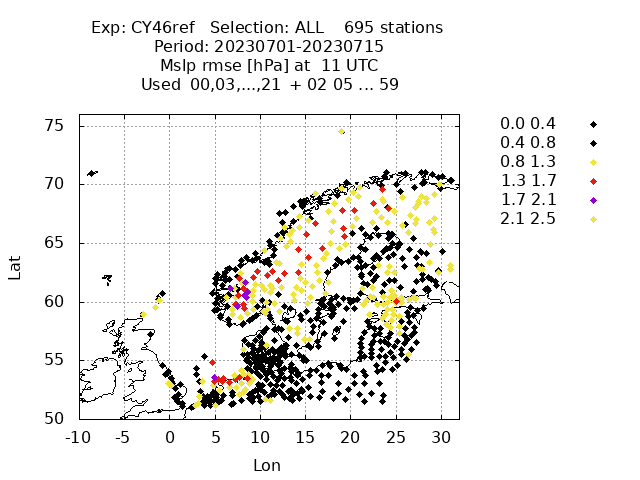 Exp: CY46ref   Selection: ALL    695 stations
Period: 20230701-20230715
Mslp rmse [hPa] at  11 UTC
Used  00,03,...,21  + 02 05 ... 59
0.0 0.4
0.4 0.8
0.8 1.3
1.3 1.7
1.7 2.1
2.1 2.5
75
70
65
60
55
50
Lat
-10 -5 0 5 10 15 20 25 30
Lon